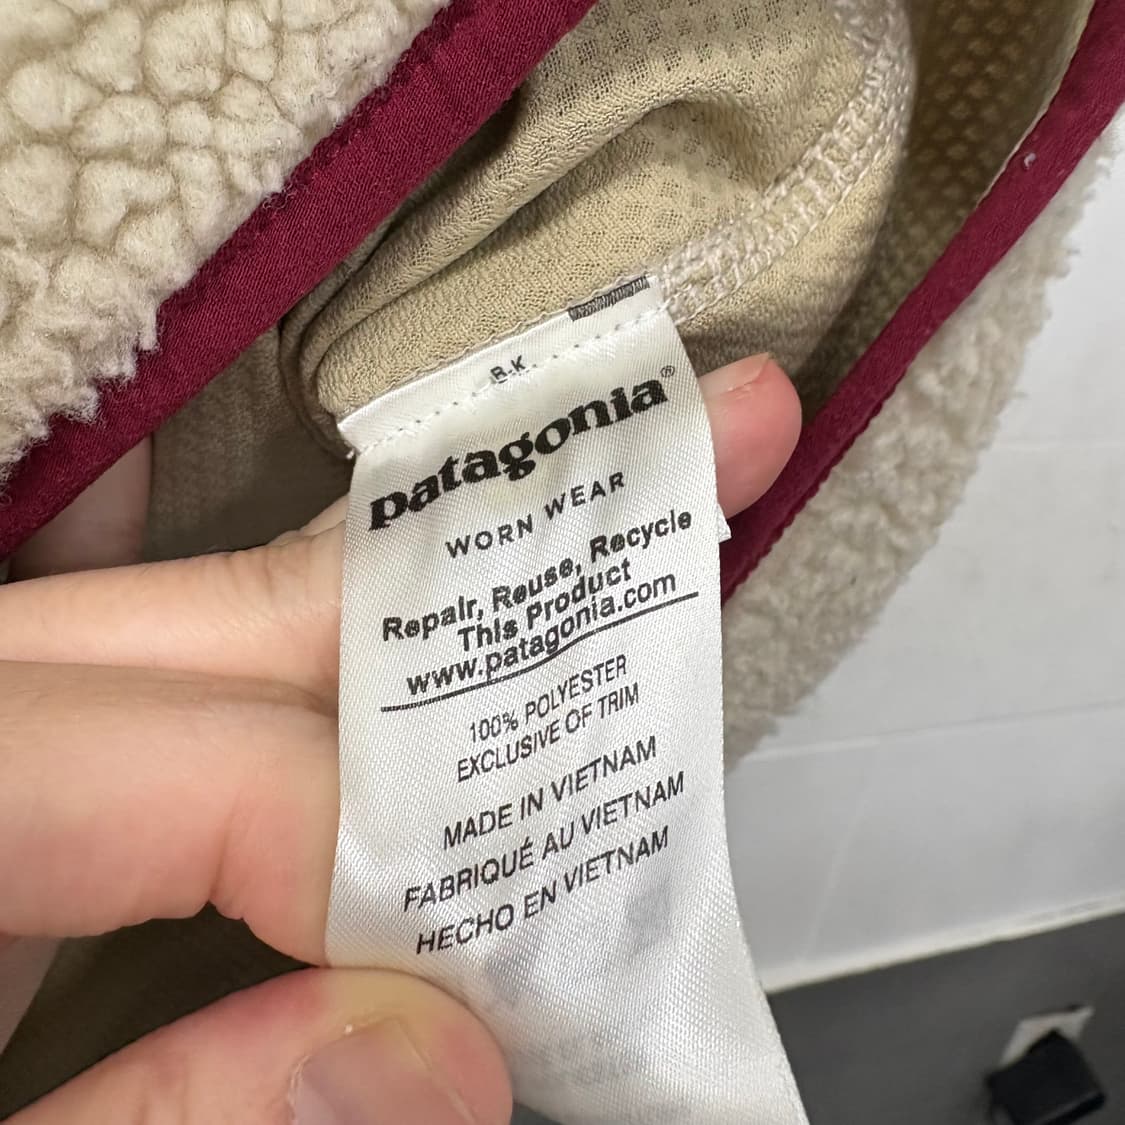 R.K.
patagonia®
WORN WEAR
Repair, Reuse, Recycle
This Product
www.patagonia.com
100% POLYESTER
EXCLUSIVE OF TRIM
MADE IN VIETNAM
FABRIQUÉ AU VIETNAM
HECHO EN VIETNAM